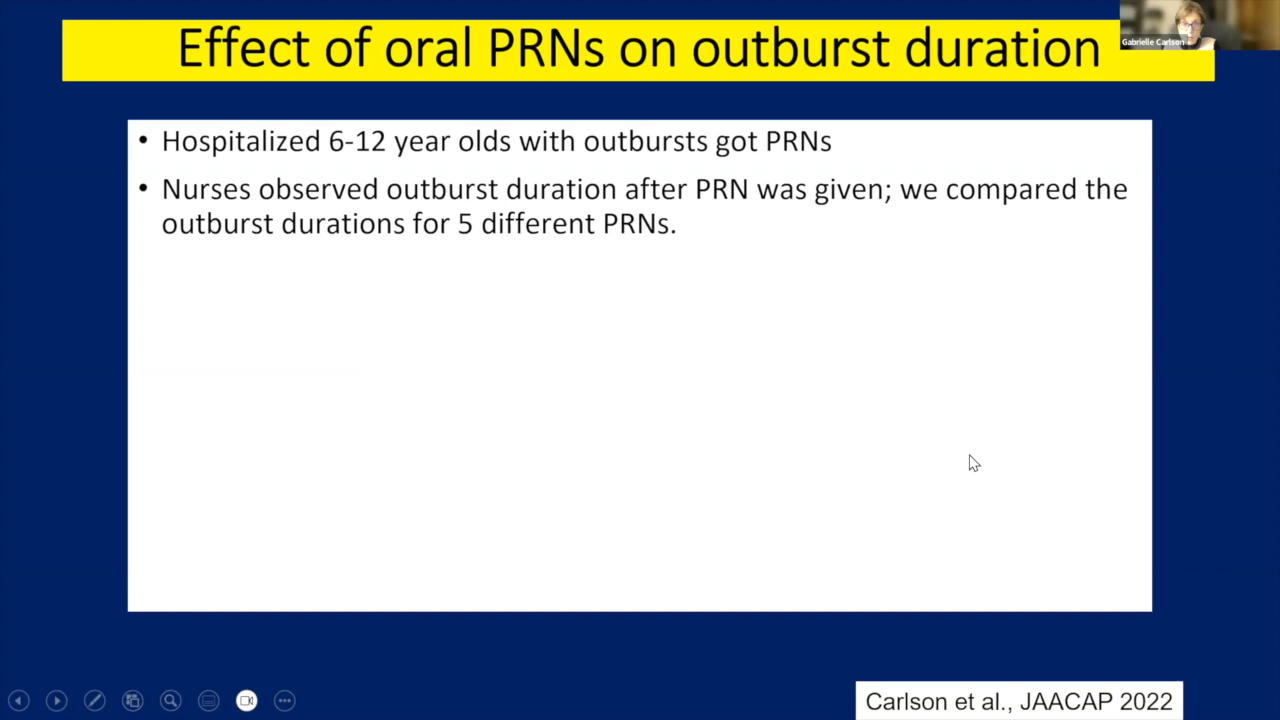 Effect of oral PRNs on outburst duration
Gabrielle Carlson
• Hospitalized 6-12 year olds with outbursts got PRNs
• Nurses observed outburst duration after PRN was given; we compared the
outburst durations for 5 different PRNs.
Carlson et al., JAACAP 2022